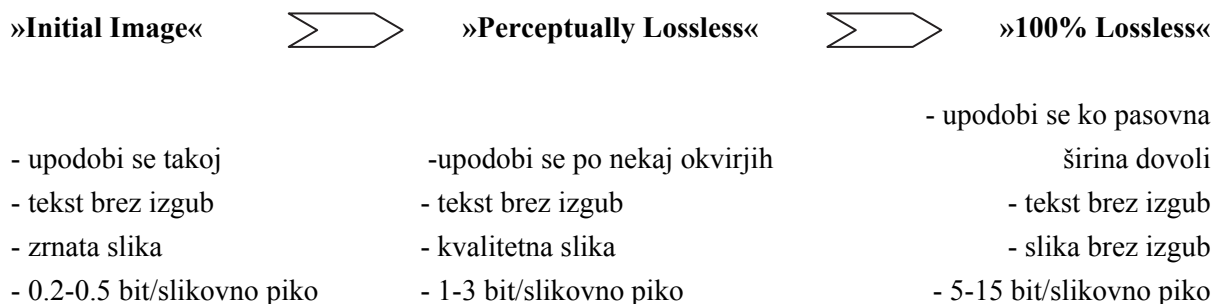 »Initial Image«
- upodobi se takoj
- tekst brez izgub
- zrnata slika
- 0.2-0.5 bit/slikovno piko
»Perceptually Lossless«
-upodobi se po nekaj okvirjih
- tekst brez izgub
- kvalitetna slika
- 1-3 bit/slikovno piko
»100% Lossless«
- upodobi se ko pasovna
širina dovoli
- tekst brez izgub
- slika brez izgub
- 5-15 bit/slikovno piko